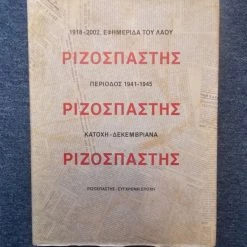 1918-2002, ΕΦΗΜΕΡΙΔΑ ΤΟΥ ΛΑΟΥ
ΡΙΖΟΣΠΑΣΤΗΣ
ΠΕΡΙΟΔΟΣ 1941-1945
ΡΙΖΟΣΠΑΣΤΗΣ
ΚΑΤΟΧΗ-ΔΕΚΕΜΒΡΙΑΝΑ
ΡΙΖΟΣΠΑΣΤΗΣ
ΡΙΖΟΣΠΑΣΤΗΣ-ΣΥΓΧΡΟΝΗ ΕΠΟΧΗ